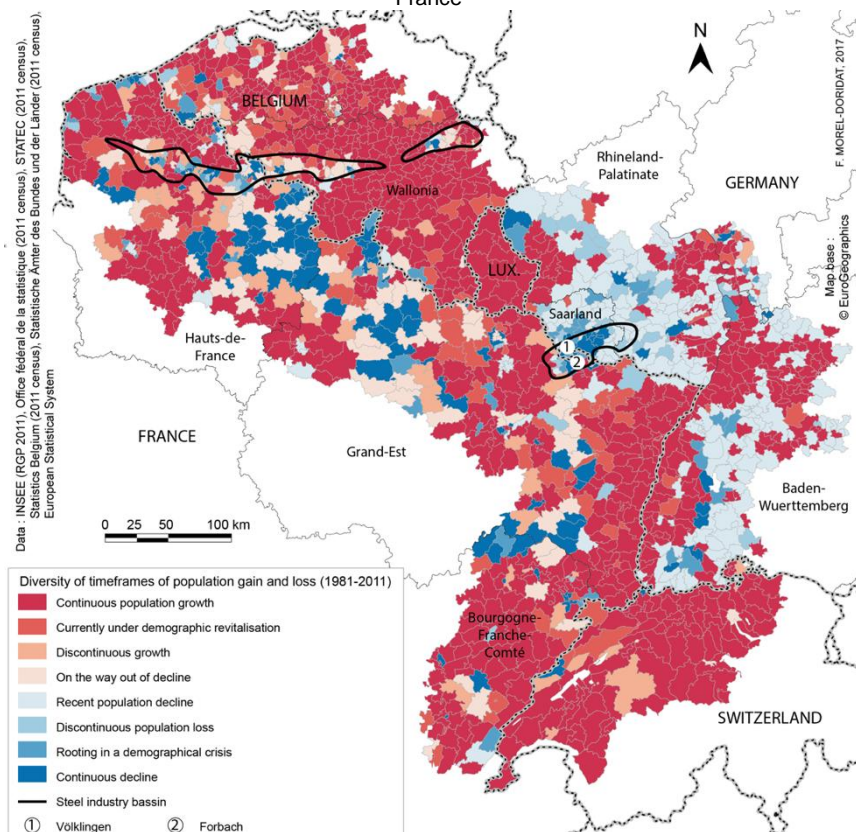 France
N
BELGIUM
Wallonia
LUX.
Rhineland-
Palatinate
GERMANY
Saarland
1
2
Hauts-de-
France
FRANCE
Grand-Est
Baden-
Wuerttemberg
Bourgogne-
Franche-
Comté
SWITZERLAND
0 25 50 100 km
F. MOREL-DORIDAT, 2017
Map base :
© EuroGeographics
Data : INSEE (RGP 2011), Office fédéral de la statistique (2011 census), STATEC (2011 census),
Statistics Belgium (2011 census), Statistische Ämter des Bundes und der Länder (2011 census),
European Statistical System
Diversity of timeframes of population gain and loss (1981-2011)
Continuous population growth
Currently under demographic revitalisation
Discontinuous growth
On the way out of decline
Recent population decline
Discontinuous population loss
Rooting in a demographical crisis
Continuous decline
Steel industry bassin
1 Völklingen 2 Forbach